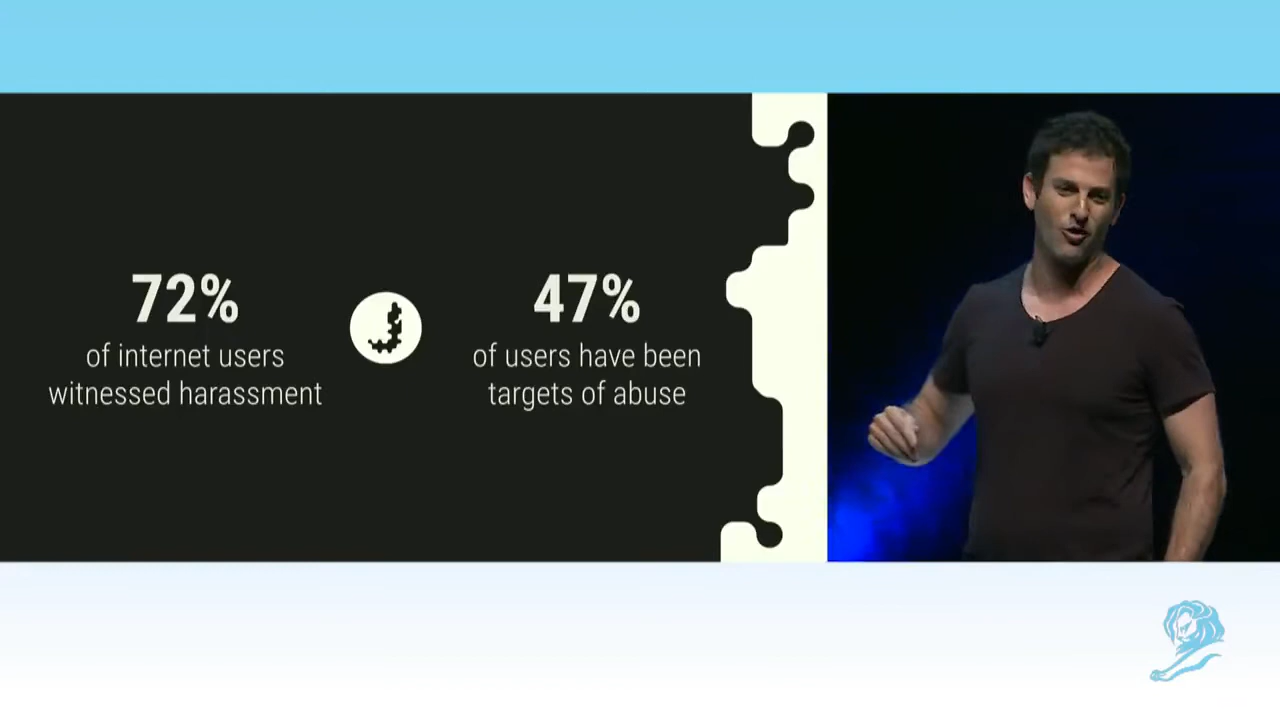 72%
of internet users
witnessed harassment
47%
of users have been
targets of abuse